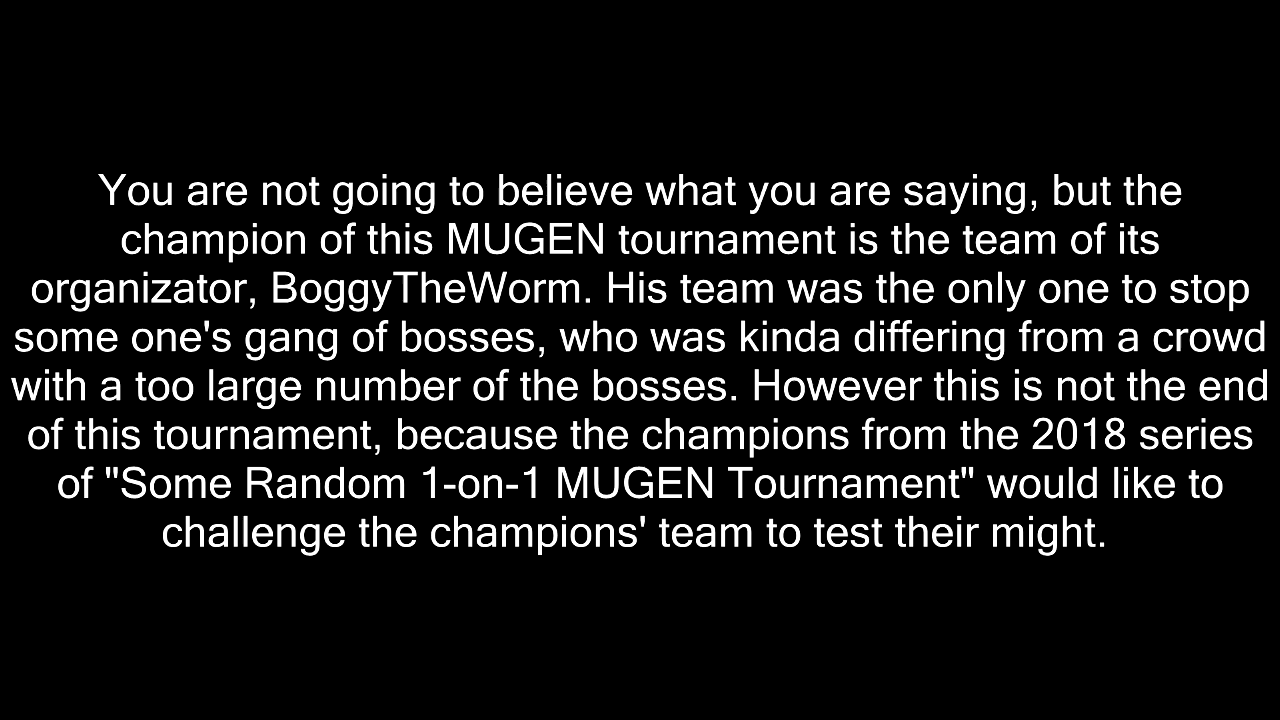 You are not going to believe what you are saying, but the
champion of this MUGEN tournament is the team of its
organizator, BoggyTheWorm. His team was the only one to stop
some one's gang of bosses, who was kinda differing from a crowd
with a too large number of the bosses. However this is not the end
of this tournament, because the champions from the 2018 series
of "Some Random 1-on-1 MUGEN Tournament" would like to
challenge the champions' team to test their might.